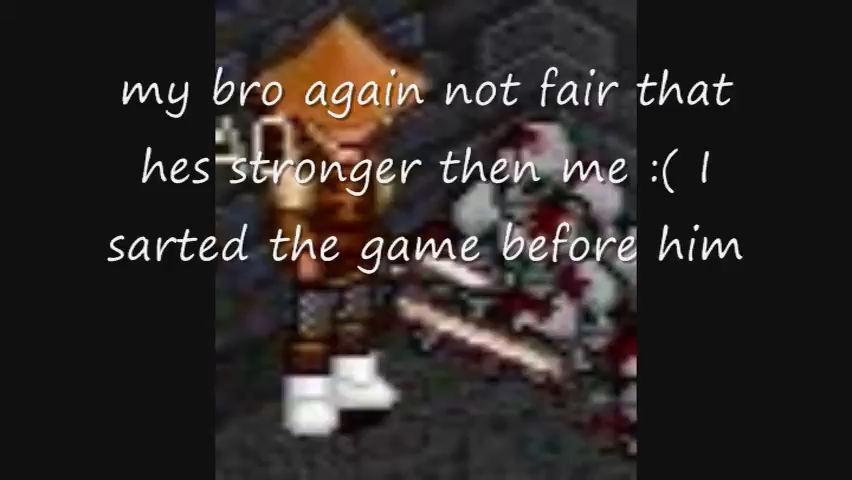 my bro again not fair that
hes stronger then me :( I
sarted the game before him